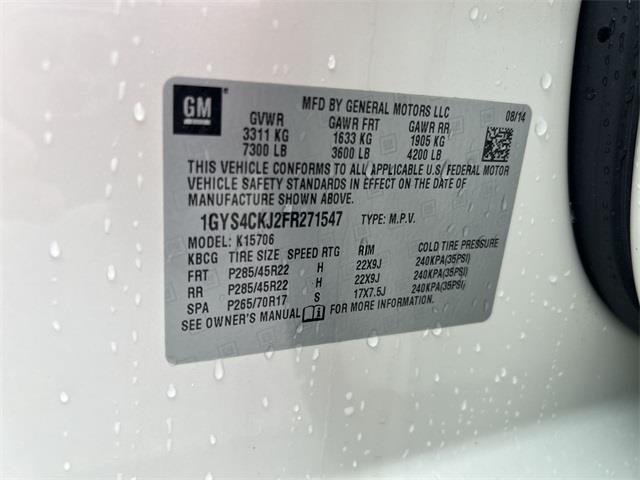 GM
MFD BY GENERAL MOTORS LLC
08/14
GVWR GAWR FRT GAWR RR
3311 KG 1633 KG 1905 KG
7300 LB 3600 LB 4200 LB
THIS VEHICLE CONFORMS TO ALL APPLICABLE U.S. FEDERAL MOTOR
VEHICLE SAFETY STANDARDS IN EFFECT ON THE DATE OF
MANUFACTURE SHOWN ABOVE.
1GYS4CKJ2FR271547 TYPE: M.P.V.
MODEL: K15706
KBCG TIRE SIZE SPEED RTG RIM COLD TIRE PRESSURE
FRT P285/45R22 H 22X9J 240KPA(35PSI)
RR P285/45R22 H 22X9J 240KPA(35PSI)
SPA P265/70R17 S 17X7.5J 240KPA(35PSI)
SEE OWNER'S MANUAL FOR MORE INFORMATION.